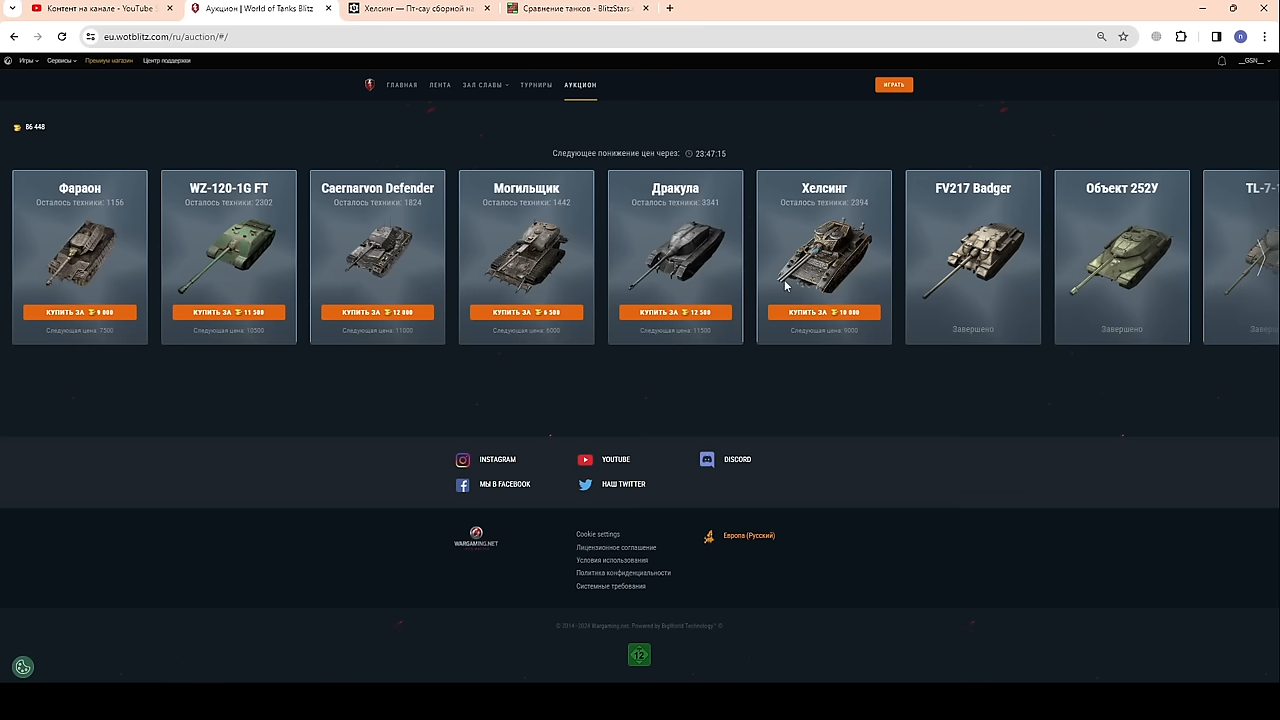 Контент на канале - YouTube S
Аукцион | World of Tanks Blitz
Хелсинг — Пт-сау сборной на
Сравнение танков - BlitzStars.
eu.wotblitz.com/ru/auction/#/
п
Игры
Сервисы
Премиум магазин
Центр поддержки
__GSN__
ГЛАВНАЯ
ЛЕНТА
ЗАЛ СЛАВЫ
ТУРНИРЫ
АУКЦИОН
ИГРАТЬ
86 448
Следующее понижение цен через: 23:47:15
Фараон
Осталось техники: 1156
КУПИТЬ ЗА 9 000
Следующая цена: 7500
WZ-120-1G FT
Осталось техники: 2302
КУПИТЬ ЗА 11 500
Следующая цена: 10500
Caernarvon Defender
Осталось техники: 1824
КУПИТЬ ЗА 12 000
Следующая цена: 11000
Могильщик
Осталось техники: 1442
КУПИТЬ ЗА 6 500
Следующая цена: 6000
Дракула
Осталось техники: 3341
КУПИТЬ ЗА 12 500
Следующая цена: 11500
Хелсинг
Осталось техники: 2394
КУПИТЬ ЗА 10 000
Следующая цена: 9000
FV217 Badger
Завершено
Объект 252У
Завершено
TL-7-
Заверш
INSTAGRAM
YOUTUBE
DISCORD
МЫ В FACEBOOK
НАШ TWITTER
WARGAMING.NET
Cookie settings
Лицензионное соглашение
Условия использования
Политика конфиденциальности
Системные требования
Европа (Русский)
© 2014–2024 Wargaming.net. Powered by BigWorld Technology™ ©
12